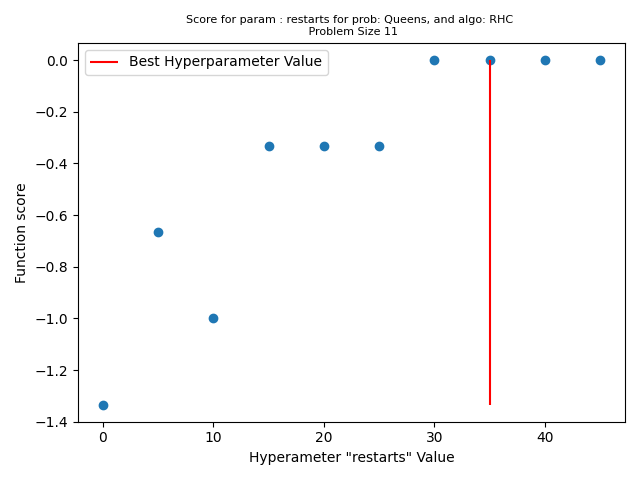 Score for param : restarts for prob: Queens, and algo: RHC
Problem Size 11
Best Hyperparameter Value
Function score
0.0
−0.2
−0.4
−0.6
−0.8
−1.0
−1.2
−1.4
0 10 20 30 40
Hyperameter "restarts" Value